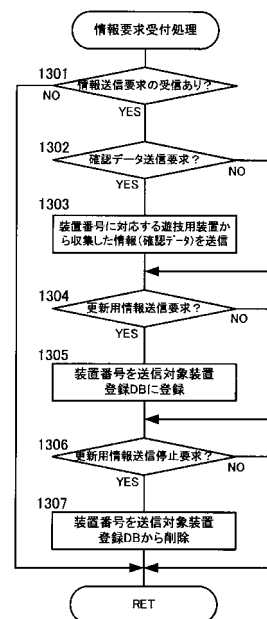 情報要求受付処理
1301
情報送信要求の受信あり?
NO
YES
1302
確認データ送信要求?
NO
YES
1303
装置番号に対応する遊技用装置か
ら収集した情報(確認データ)を送信
1304
更新用情報送信要求?
NO
YES
1305
装置番号を送信対象装置
登録DBに登録
1306
更新用情報送信停止要求?
NO
YES
1307
装置番号を送信対象装置
登録DBから削除
RET